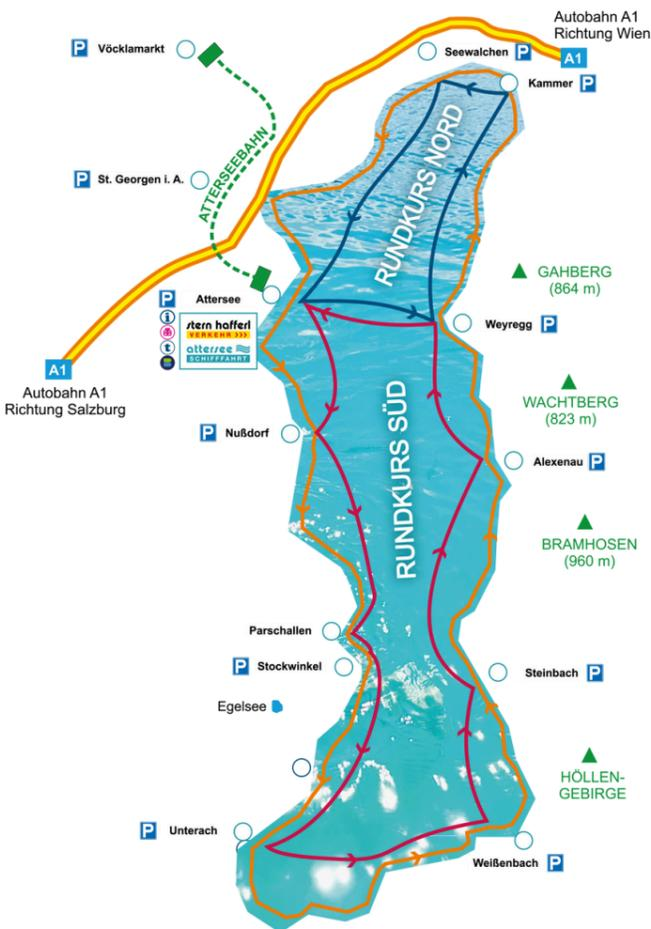 Autobahn A1
Richtung Wien
A1
P Vöcklamarkt
Seewalchen P
Kammer P
RUNDKURS NORD
ATTERSEEBAHN
P St. Georgen i. A.
GAHBERG
(864 m)
P Attersee
i
t
stern hafferl
VERKEHR >>>
attersee
SCHIFFFAHRT
Weyregg P
A1
Autobahn A1
Richtung Salzburg
WACHTBERG
(823 m)
RUNDKURS SÜD
P Nußdorf
Alexenau P
BRAMHOSEN
(960 m)
Parschallen
P Stockwinkel
Steinbach P
Egelsee
HÖLLEN-
GEBIRGE
P Unterach
Weißenbach P